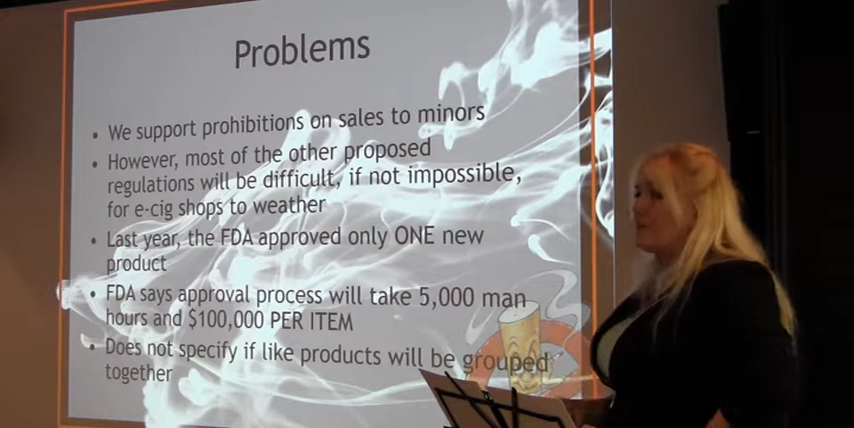 Problems
• We support prohibitions on sales to minors
• However, most of the other proposed
regulations will be difficult, if not impossible,
for e-cig shops to weather
• Last year, the FDA approved only ONE new
product
• FDA says approval process will take 5,000 man
hours and $100,000 PER ITEM
• Does not specify if like products will be grouped
together